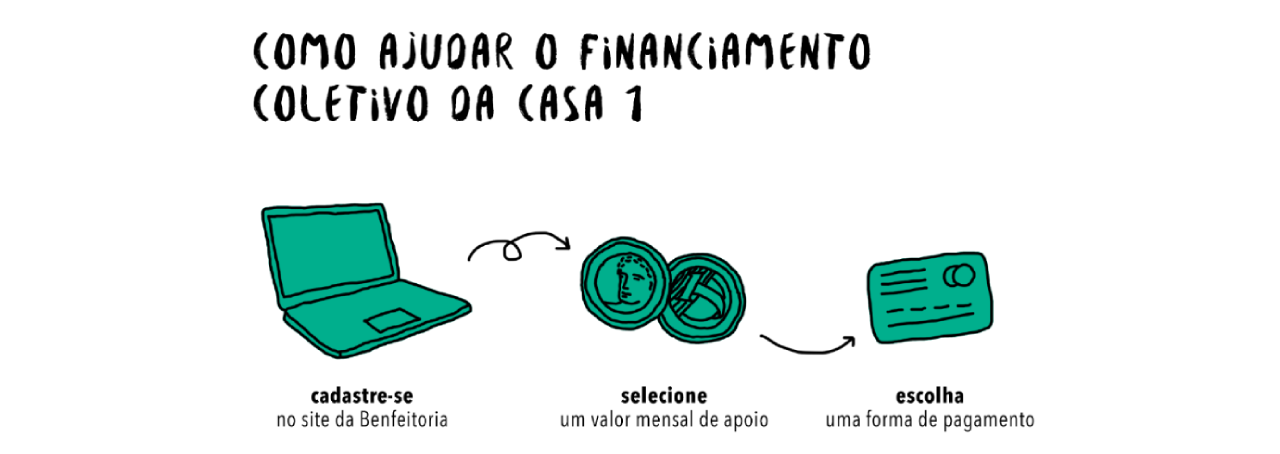 COMO AJUDAR O FINANCIAMENTO
COLETIVO DA CASA 1
cadastre-se
no site da Benfeitoria
selecione
um valor mensal de apoio
escolha
uma forma de pagamento